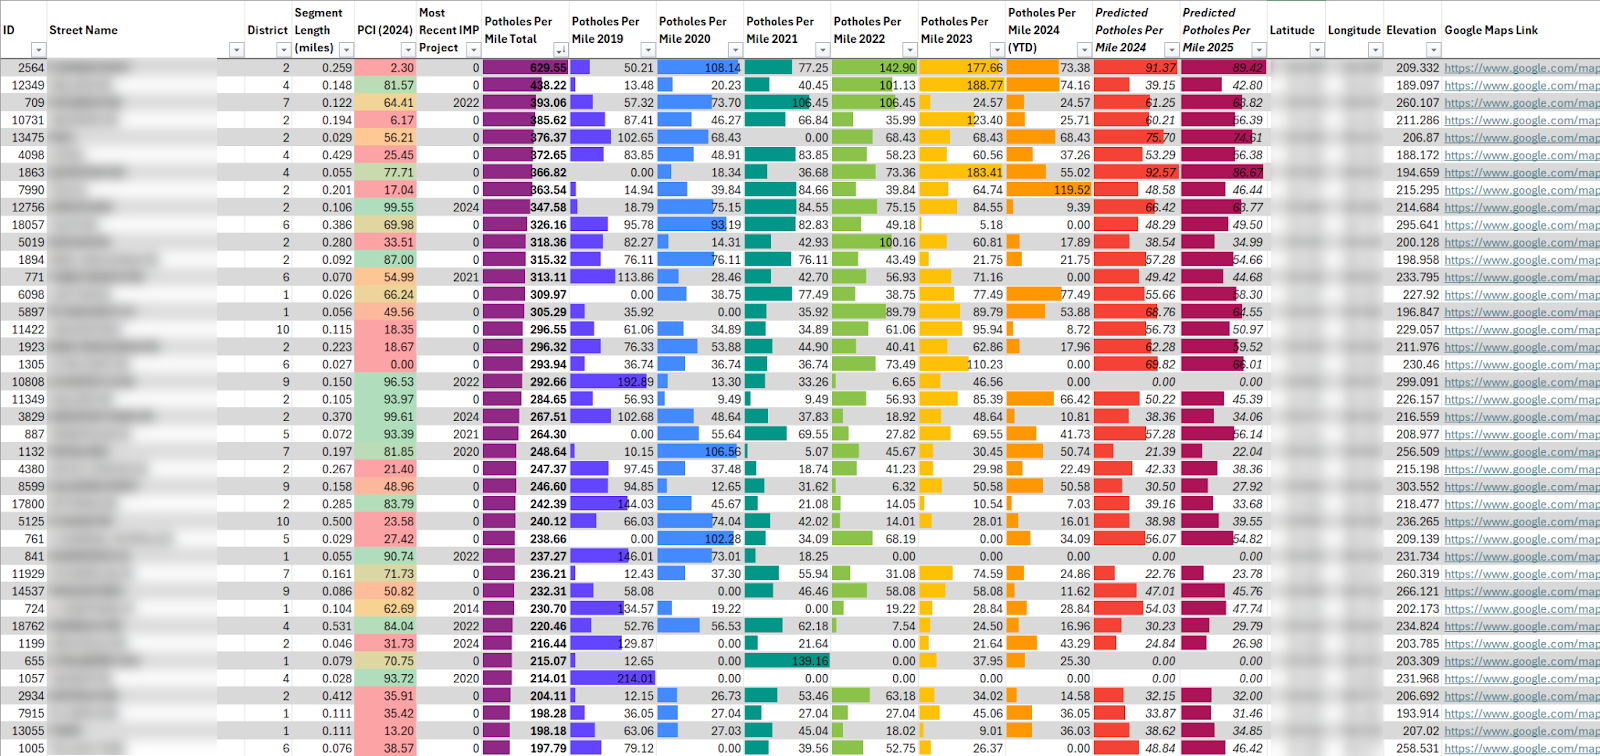 ID Street Name District Segment Length (miles) PCI (2024) Most Recent IMP Project Potholes Per Mile Total Potholes Per Mile 2019 Potholes Per Mile 2020 Potholes Per Mile 2021 Potholes Per Mile 2022 Potholes Per Mile 2023 Potholes Per Mile 2024 (YTD) Predicted Potholes Per Mile 2024 Predicted Potholes Per Mile 2025 Latitude Longitude Elevation Google Maps Link
2564 2 0.259 2.30 0 629.55 50.21 108.14 77.25 142.90 177.66 73.38 91.37 89.42 209.332 https://www.google.com/map
12349 4 0.148 81.57 0 438.22 13.48 20.23 40.45 101.13 188.77 74.16 39.15 42.80 189.097 https://www.google.com/map
709 7 0.122 64.41 2022 393.06 57.32 73.70 106.45 106.45 24.57 24.57 61.25 63.82 260.107 https://www.google.com/map
10731 2 0.194 6.17 0 385.62 87.41 46.27 66.84 35.99 123.40 25.71 60.21 56.39 211.286 https://www.google.com/map
13475 2 0.029 56.21 0 376.37 102.65 68.43 0.00 68.43 68.43 68.43 75.70 74.61 206.87 https://www.google.com/map
4098 4 0.429 25.45 0 372.65 83.85 48.91 83.85 58.23 60.56 37.26 53.29 56.38 188.172 https://www.google.com/map
1863 4 0.055 77.71 0 366.82 0.00 18.34 36.68 73.36 183.41 55.02 92.57 86.67 194.659 https://www.google.com/map
7990 2 0.201 17.04 0 363.54 14.94 39.84 84.66 39.84 64.74 119.52 48.58 46.44 215.295 https://www.google.com/map
12756 2 0.106 99.55 2024 347.58 18.79 75.15 84.55 75.15 84.55 9.39 66.42 63.77 214.684 https://www.google.com/map
18057 6 0.386 69.98 0 326.16 95.78 93.19 82.83 49.18 5.18 0.00 48.29 49.50 295.641 https://www.google.com/map
5019 2 0.280 33.51 0 318.36 82.27 14.31 42.93 100.16 60.81 17.89 38.54 34.99 200.128 https://www.google.com/map
1894 2 0.092 87.00 0 315.32 76.11 76.11 76.11 43.49 21.75 21.75 57.28 54.66 198.958 https://www.google.com/map
771 6 0.070 54.99 2021 313.11 113.86 28.46 42.70 56.93 71.16 0.00 49.42 44.68 233.795 https://www.google.com/map
6098 1 0.026 66.24 0 309.97 0.00 38.75 77.49 38.75 77.49 77.49 55.66 58.30 227.92 https://www.google.com/map
5897 1 0.056 49.56 0 305.29 35.92 0.00 35.92 89.79 89.79 53.88 68.76 64.55 196.847 https://www.google.com/map
11422 10 0.115 18.35 0 296.55 61.06 34.89 34.89 61.06 95.94 8.72 56.73 50.97 229.057 https://www.google.com/map
1923 2 0.223 18.67 0 296.32 76.33 53.88 44.90 40.41 62.86 17.96 62.28 59.52 211.976 https://www.google.com/map
1305 6 0.027 0.00 0 293.94 36.74 36.74 36.74 73.49 110.23 0.00 69.82 66.01 230.46 https://www.google.com/map
10808 9 0.150 96.53 2022 292.66 192.89 13.30 33.26 6.65 46.56 0.00 0.00 0.00 299.091 https://www.google.com/map
11349 2 0.105 93.97 0 284.65 56.93 9.49 9.49 56.93 85.39 66.42 50.22 45.39 226.157 https://www.google.com/map
3829 2 0.370 99.61 2024 267.51 102.68 48.64 37.83 18.92 48.64 10.81 38.36 34.06 216.559 https://www.google.com/map
887 5 0.072 93.39 2021 264.30 0.00 55.64 69.55 27.82 69.55 41.73 57.28 56.14 208.977 https://www.google.com/map
1132 7 0.197 81.85 2020 248.64 10.15 106.56 5.07 45.67 30.45 50.74 21.39 22.04 256.509 https://www.google.com/map
4380 2 0.267 21.40 0 247.37 97.45 37.48 18.74 41.23 29.98 22.49 42.33 38.36 215.198 https://www.google.com/map
8599 9 0.158 48.96 0 246.60 94.85 12.65 31.62 6.32 50.58 50.58 30.50 27.92 303.552 https://www.google.com/map
17800 2 0.285 83.79 0 242.39 144.03 45.67 21.08 14.05 10.54 7.03 39.16 33.68 218.477 https://www.google.com/map
5125 10 0.500 23.58 0 240.12 66.03 74.04 42.02 14.01 28.01 16.01 38.98 39.55 236.265 https://www.google.com/map
761 5 0.029 27.42 0 238.66 0.00 102.28 34.09 68.19 0.00 34.09 56.07 54.82 209.139 https://www.google.com/map
841 1 0.055 90.74 2022 237.27 146.01 73.01 18.25 0.00 0.00 0.00 0.00 0.00 231.734 https://www.google.com/map
11929 7 0.161 71.73 0 236.21 12.43 37.30 55.94 31.08 74.59 24.86 22.76 23.78 260.319 https://www.google.com/map
14537 9 0.086 50.82 0 232.31 58.08 0.00 46.46 58.08 58.08 11.62 47.01 45.76 266.121 https://www.google.com/map
724 1 0.104 62.69 2014 230.70 134.57 19.22 0.00 19.22 28.84 28.84 54.03 47.74 202.173 https://www.google.com/map
18762 4 0.531 84.04 2022 220.46 52.76 56.53 62.18 7.54 24.50 16.96 30.23 29.79 234.824 https://www.google.com/map
1199 2 0.046 31.73 2024 216.44 129.87 0.00 21.64 0.00 21.64 43.29 24.84 26.98 203.785 https://www.google.com/map
655 1 0.079 70.75 0 215.07 12.65 0.00 139.16 0.00 37.95 25.30 0.00 0.00 203.309 https://www.google.com/map
1057 4 0.028 93.72 2020 214.01 214.01 0.00 0.00 0.00 0.00 0.00 0.00 0.00 231.968 https://www.google.com/map
2934 2 0.412 35.91 0 204.11 12.15 26.73 53.46 63.18 34.02 14.58 32.15 32.00 206.692 https://www.google.com/map
7915 1 0.111 35.42 0 198.28 36.05 27.04 27.04 27.04 45.06 36.05 33.87 31.46 193.914 https://www.google.com/map
13055 1 0.111 13.20 0 198.18 63.06 27.03 45.04 18.02 9.01 36.03 38.62 34.85 211.239 https://www.google.com/map
1005 6 0.076 38.57 0 197.79 79.12 0.00 39.56 52.75 26.37 0.00 48.84 46.42 258.531 https://www.google.com/map